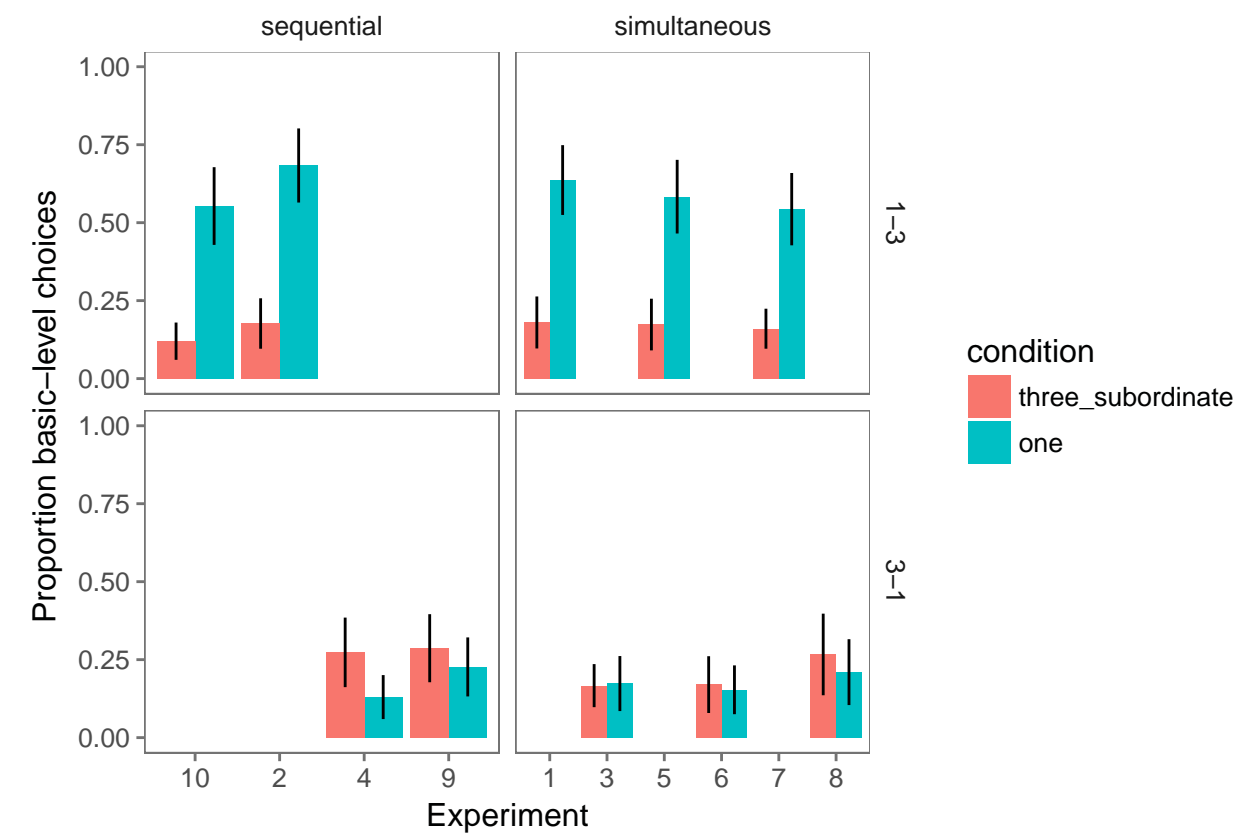 sequential simultaneous
1.00
0.75
0.50
0.25
0.00
1–3
1.00
0.75
0.50
0.25
0.00
3–1
Proportion basic–level choices
10 2 4 9 1 3 5 6 7 8
Experiment
condition
three_subordinate
one